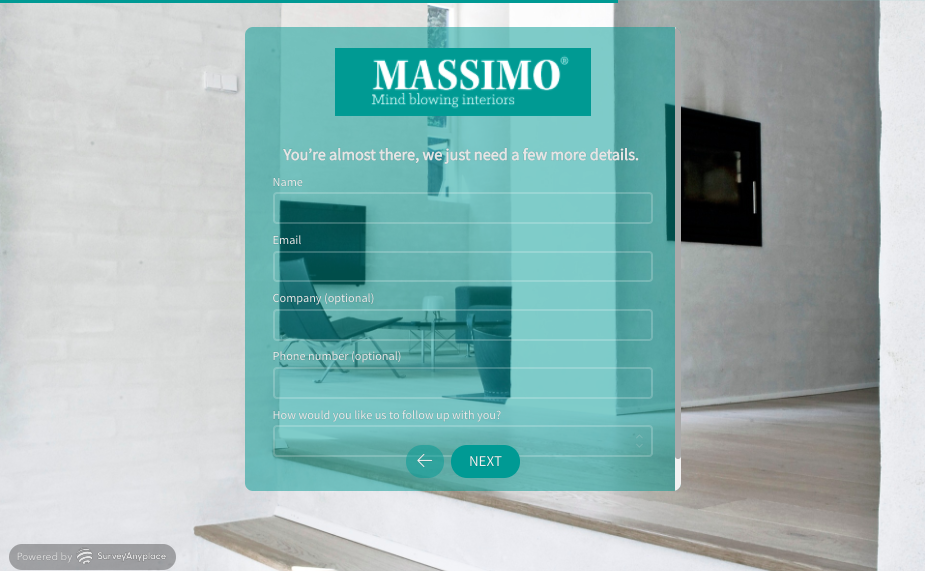 MASSIMO®
Mind blowing interiors
You're almost there, we just need a few more details.
Name
Email
Company (optional)
Phone number (optional)
How would you like us to follow up with you?
NEXT
Powered by SurveyAnyplace